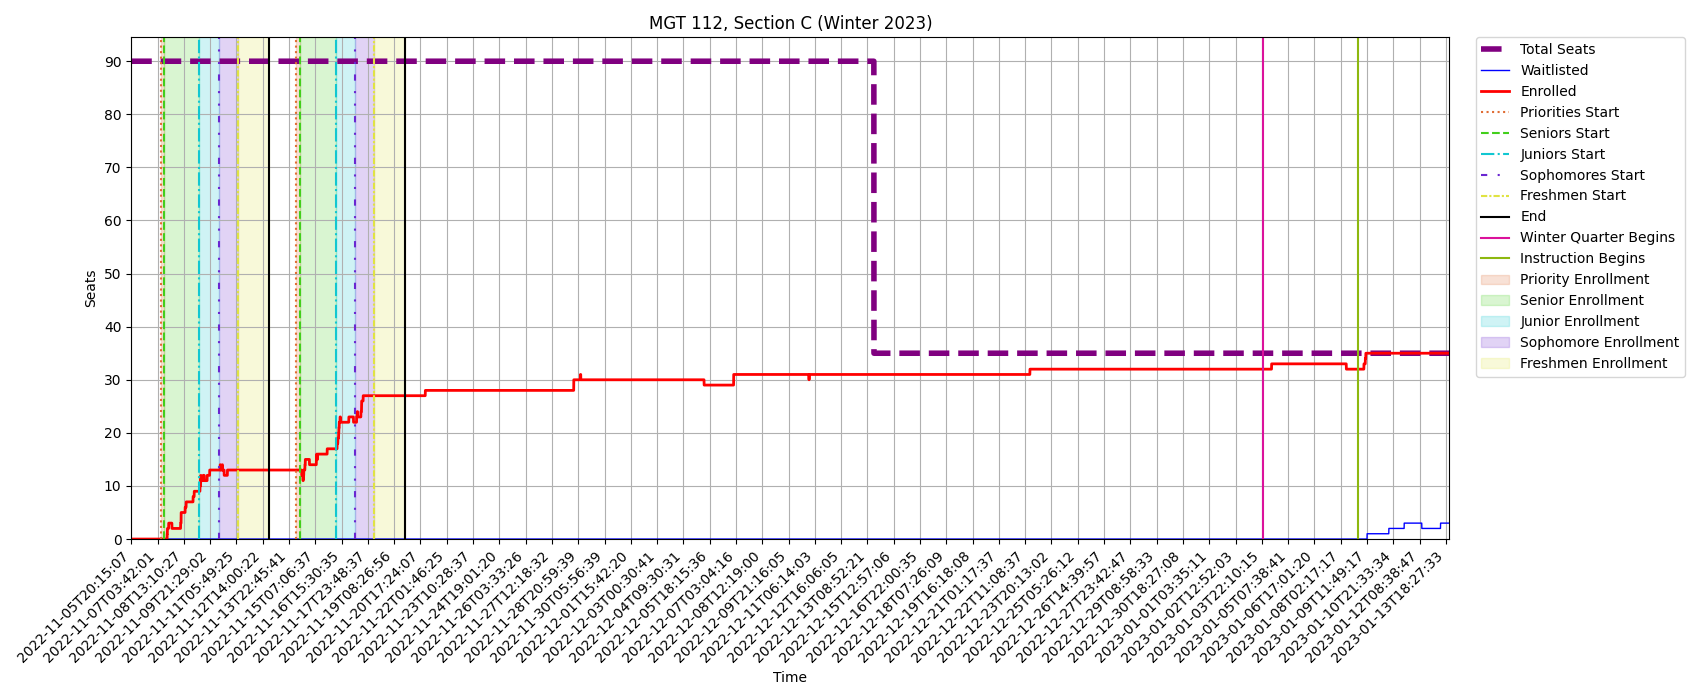 MGT 112, Section C (Winter 2023)
Total Seats
Waitlisted
Enrolled
Priorities Start
Seniors Start
Juniors Start
Sophomores Start
Freshmen Start
End
Winter Quarter Begins
Instruction Begins
Priority Enrollment
Senior Enrollment
Junior Enrollment
Sophomore Enrollment
Freshmen Enrollment
Seats
90
80
70
60
50
40
30
20
10
0
2022-11-05T20:15:07
2022-11-07T03:42:01
2022-11-08T13:10:27
2022-11-09T21:29:02
2022-11-11T05:49:25
2022-11-12T14:00:22
2022-11-13T22:45:41
2022-11-15T07:06:37
2022-11-16T15:30:35
2022-11-17T23:48:37
2022-11-19T08:26:56
2022-11-20T17:24:07
2022-11-22T01:46:25
2022-11-23T10:28:37
2022-11-24T19:01:20
2022-11-26T03:33:26
2022-11-27T12:18:32
2022-11-28T20:59:39
2022-11-30T05:56:39
2022-12-01T15:42:20
2022-12-03T00:30:41
2022-12-04T09:30:31
2022-12-05T18:15:36
2022-12-07T03:04:16
2022-12-08T12:19:00
2022-12-09T21:16:05
2022-12-11T06:14:03
2022-12-12T16:06:05
2022-12-13T08:52:21
2022-12-15T12:57:06
2022-12-16T22:00:35
2022-12-18T07:26:09
2022-12-19T16:18:08
2022-12-21T01:17:37
2022-12-22T11:08:37
2022-12-23T20:13:02
2022-12-25T05:26:12
2022-12-26T14:39:57
2022-12-27T23:42:47
2022-12-29T08:58:33
2022-12-30T18:27:08
2023-01-01T03:35:11
2023-01-02T12:52:03
2023-01-03T22:10:15
2023-01-05T07:38:41
2023-01-06T17:01:20
2023-01-08T02:17:17
2023-01-09T11:49:17
2023-01-10T21:33:34
2023-01-12T08:38:47
2023-01-13T18:27:33
Time